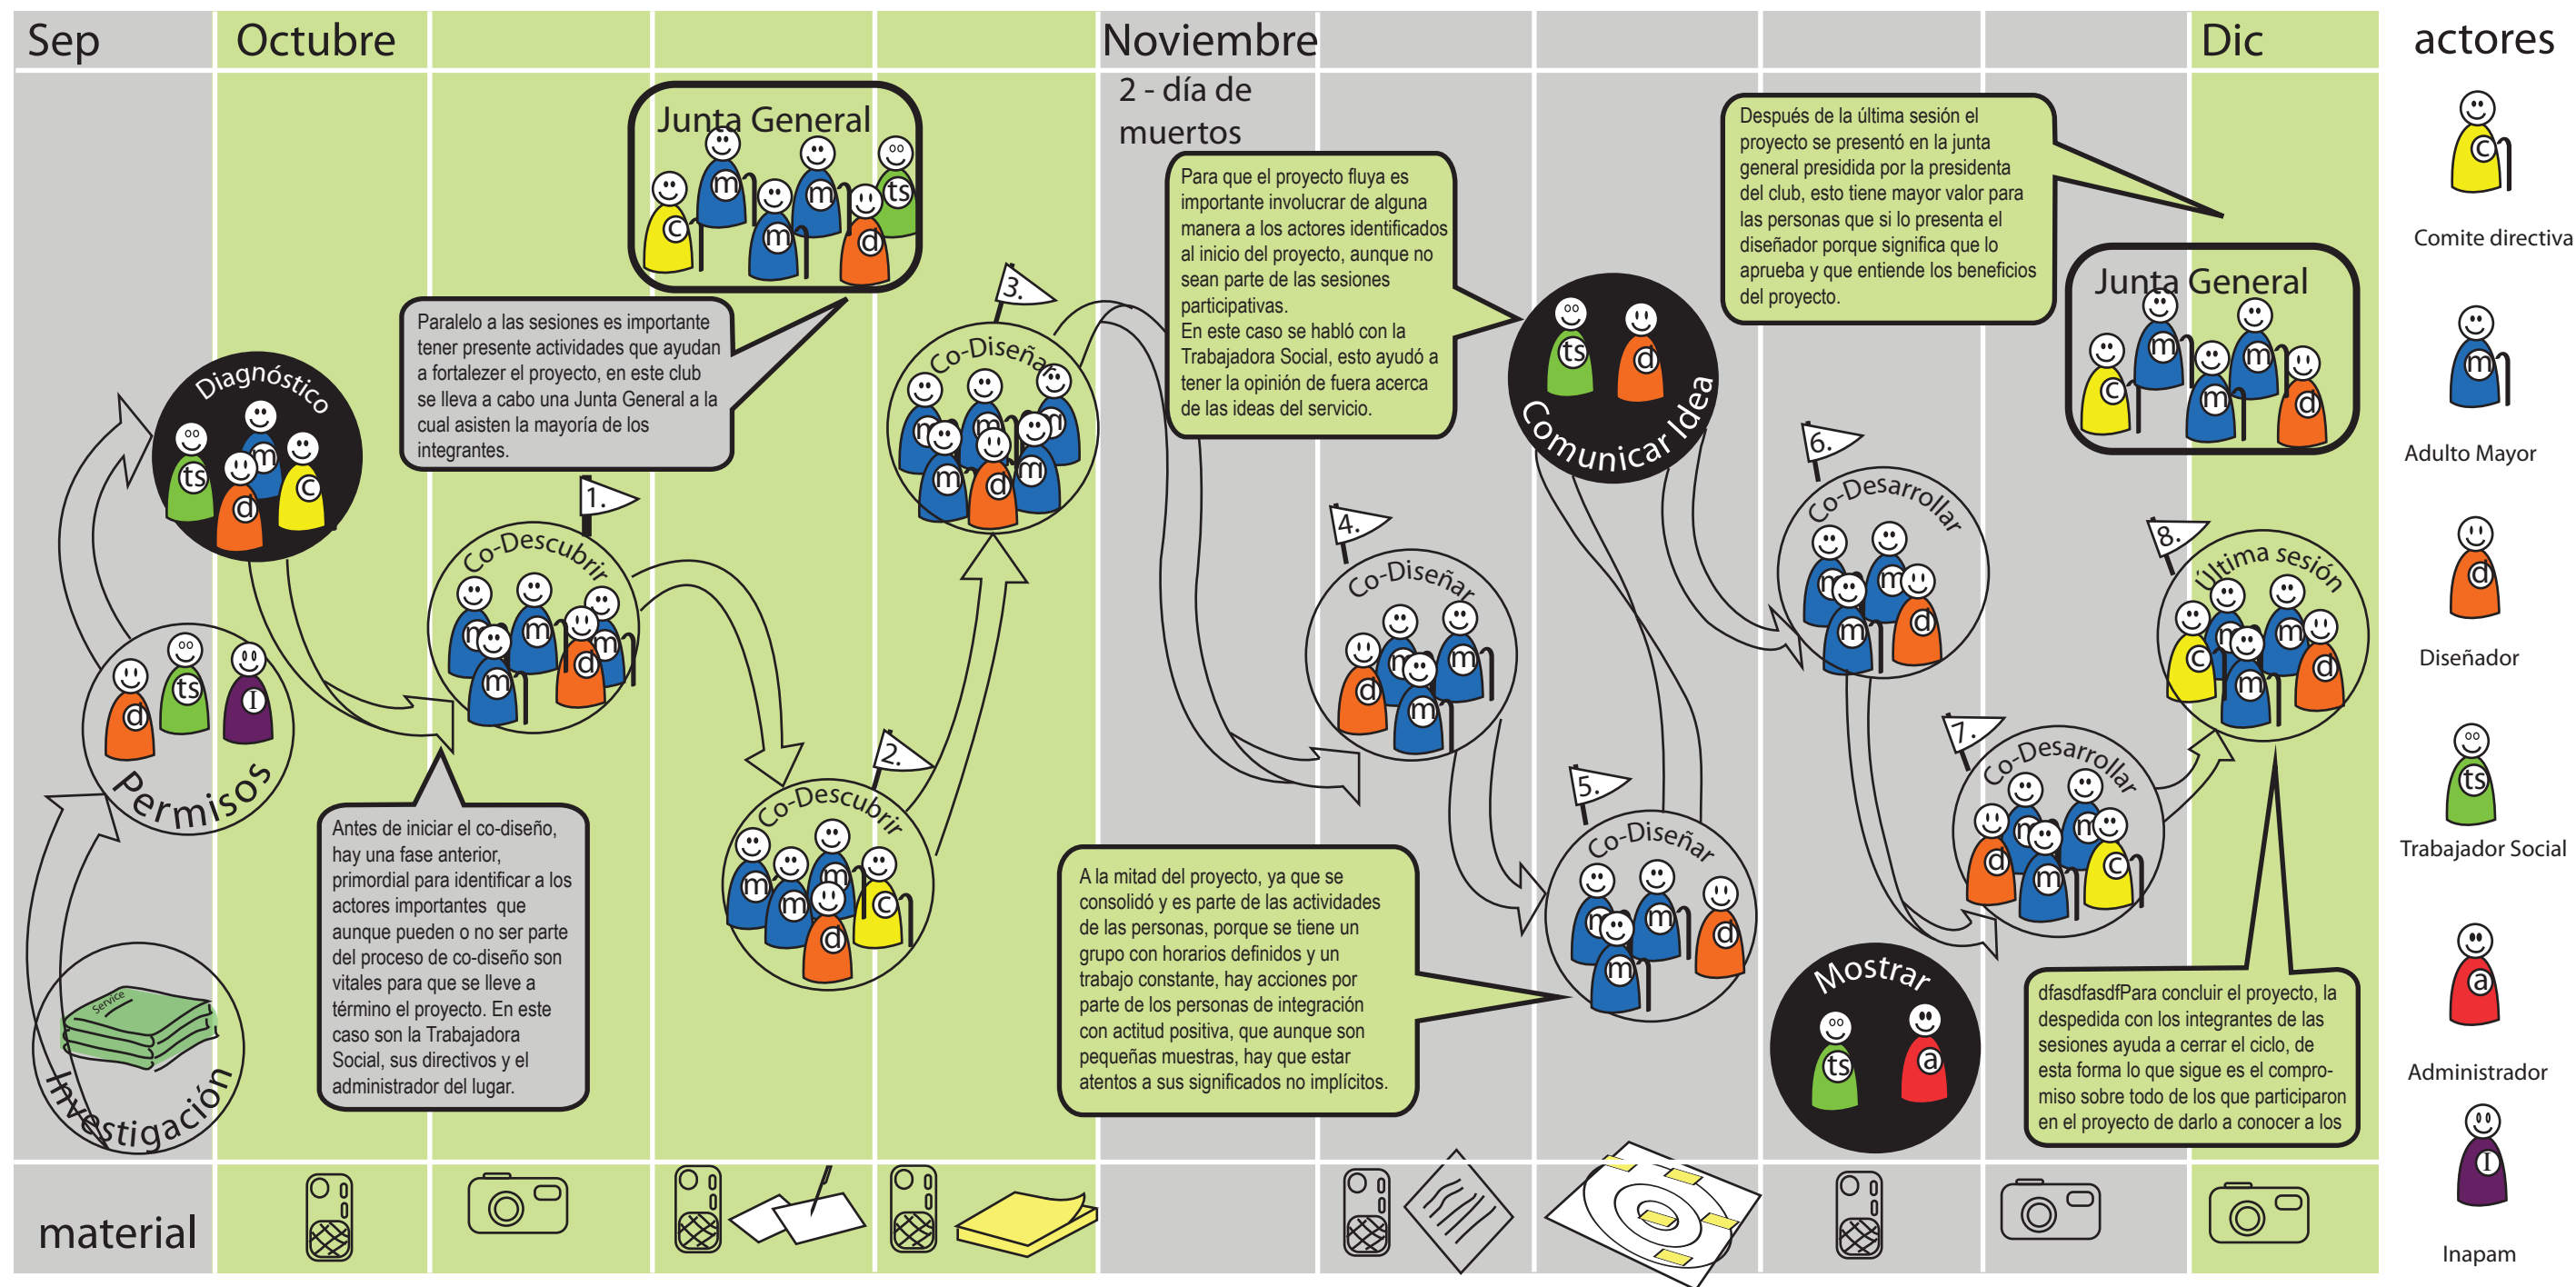 Sep
Octubre
Noviembre
Dic
actores
2 - día de
muertos
Junta General
c
m
m
m
d
ts
Después de la última sesión el
proyecto se presentó en la junta
general presidida por la presidenta
del club, esto tiene mayor valor para
las personas que si lo presenta el
diseñador porque significa que lo
aprueba y que entiende los beneficios
del proyecto.
Para que el proyecto fluya es
importante involucrar de alguna
manera a los actores identificados
al inicio del proyecto, aunque no
sean parte de las sesiones
participativas.
En este caso se habló con la
Trabajadora Social, esto ayudó a
tener la opinión de fuera acerca
de las ideas del servicio.
Junta General
c
m
m
m
d
Paralelo a las sesiones es importante
tener presente actividades que ayudan
a fortalezer el proyecto, en este club
se lleva a cabo una Junta General a la
cual asisten la mayoría de los
integrantes.
Diagnóstico
ts
d
m
c
3.
Co-Diseñar
m
m
m
m
d
m
ts
d
Comunicar Idea
1.
Co-Descubrir
m
m
m
d
m
4.
Co-Diseñar
d
m
m
m
6.
Co-Desarrollar
m
m
m
d
8.
Última sesión
c
m
m
m
d
d
ts
I
Permisos
2.
Co-Descubrir
m
m
m
d
c
5.
Co-Diseñar
m
m
m
d
7.
Co-Desarrollar
d
m
m
m
c
Antes de iniciar el co-diseño,
hay una fase anterior,
primordial para identificar a los
actores importantes que
aunque pueden o no ser parte
del proceso de co-diseño son
vitales para que se lleve a
término el proyecto. En este
caso son la Trabajadora
Social, sus directivos y el
administrador del lugar.
A la mitad del proyecto, ya que se
consolidó y es parte de las actividades
de las personas, porque se tiene un
grupo con horarios definidos y un
trabajo constante, hay acciones por
parte de los personas de integración
con actitud positiva, que aunque son
pequeñas muestras, hay que estar
atentos a sus significados no implícitos.
Service
Investigación
Mostrar
ts
a
dfasdfasdfPara concluir el proyecto, la
despedida con los integrantes de las
sesiones ayuda a cerrar el ciclo, de
esta forma lo que sigue es el compro-
miso sobre todo de los que participaron
en el proyecto de darlo a conocer a los
material
c
Comite directiva
m
Adulto Mayor
d
Diseñador
ts
Trabajador Social
a
Administrador
I
Inapam